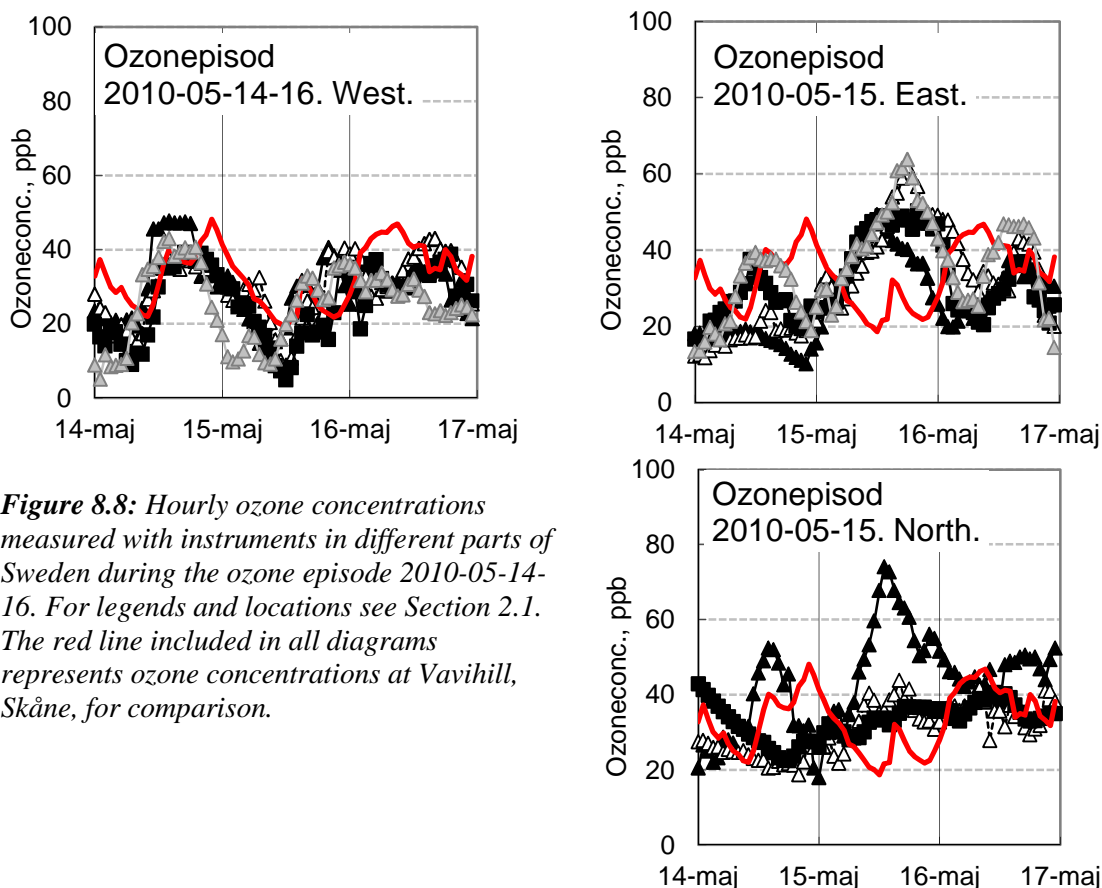 Ozonepisod
2010-05-14-16. West.
Ozoneconc., ppb
100
80
60
40
20
0
14-maj 15-maj 16-maj 17-maj
Ozonepisod
2010-05-15. East.
Ozoneconc., ppb
100
80
60
40
20
0
14-maj 15-maj 16-maj 17-maj
Figure 8.8: Hourly ozone concentrations
measured with instruments in different parts of
Sweden during the ozone episode 2010-05-14-
16. For legends and locations see Section 2.1.
The red line included in all diagrams
represents ozone concentrations at Vavihill,
Skåne, for comparison.
Ozonepisod
2010-05-15. North.
Ozoneconc., ppb
100
80
60
40
20
0
14-maj 15-maj 16-maj 17-maj